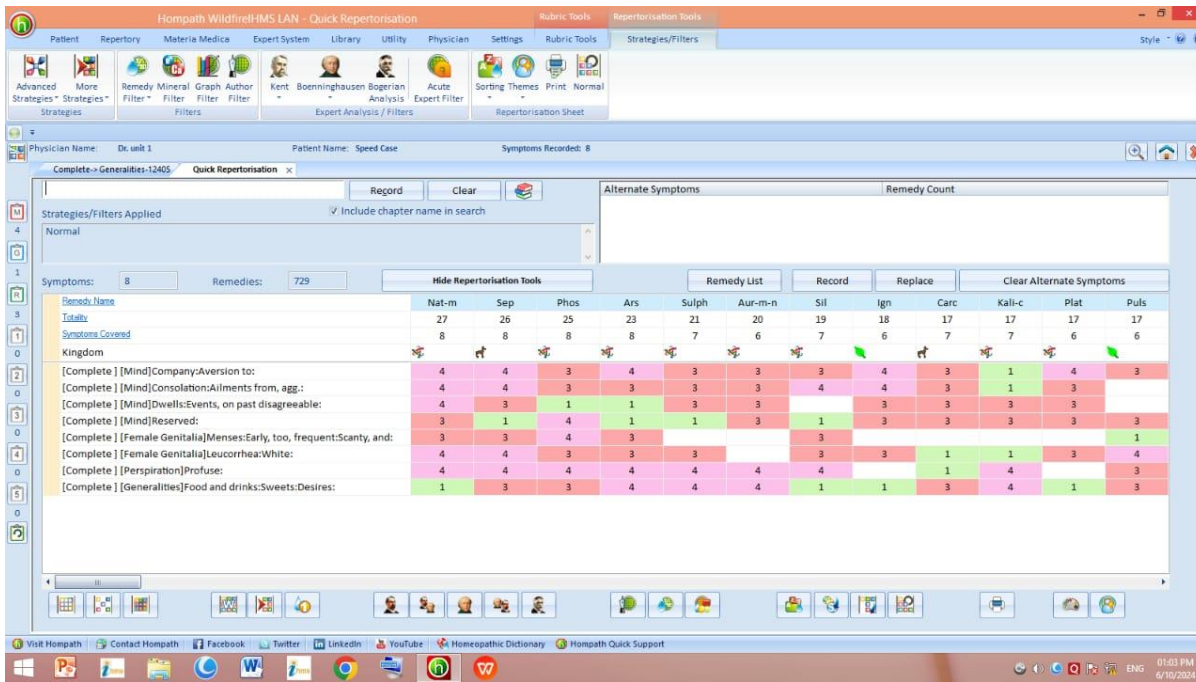 Hompath WildfireIHMS LAN - Quick Repertorisation
Rubric Tools
Repertorisation Tools
Patient Repertory Materia Medica Expert System Library Utility Physician Settings Rubric Tools Strategies/Filters Style
Advanced Strategies More Strategies Remedy Filter Mineral Filter Graph Filter Author Filter Kent Boenninghausen Bogerian Analysis Acute Expert Filter Sorting Themes Print Normal
Strategies Filters Expert Analysis / Filters Repertorisation Sheet
Physician Name: Dr. unit 1 Patient Name: Speed Case Symptoms Recorded: 8
Complete-> Generalities-12405 Quick Repertorisation x
Record Clear Alternate Symptoms Remedy Count
Strategies/Filters Applied Include chapter name in search
Normal
M
4
G
1
R
3
1
0
2
0
3
0
4
0
5
0
Symptoms: 8 Remedies: 729 Hide Repertorisation Tools Remedy List Record Replace Clear Alternate Symptoms
Remedy Name Nat-m Sep Phos Ars Sulph Aur-m-n Sil Ign Carc Kali-c Plat Puls
Totality 27 26 25 23 21 20 19 18 17 17 17 17
Symptoms Covered 8 8 8 8 7 6 7 6 7 7 6 6
Kingdom
[Complete ] [Mind]Company:Aversion to: 4 4 3 4 3 3 3 4 3 1 4 3
[Complete ] [Mind]Consolation:Ailments from, agg.: 4 4 3 3 3 3 4 4 3 1 3
[Complete ] [Mind]Dwells:Events, on past disagreeable: 4 3 1 1 3 3 3 3 3 3
[Complete ] [Mind]Reserved: 3 1 4 1 1 3 1 3 3 3 3 3
[Complete ] [Female Genitalia]Menses:Early, too, frequent:Scanty, and: 3 3 4 3 3 1
[Complete ] [Female Genitalia]Leucorrhea:White: 4 4 3 3 3 3 3 1 1 3 4
[Complete ] [Perspiration]Profuse: 4 4 4 4 4 4 4 1 4 3
[Complete ] [Generalities]Food and drinks:Sweets:Desires: 1 3 3 4 4 4 1 1 3 4 1 3
Visit Hompath Contact Hompath Facebook Twitter LinkedIn YouTube Homeopathic Dictionary Hompath Quick Support
ENG 01:03 PM
6/10/2024